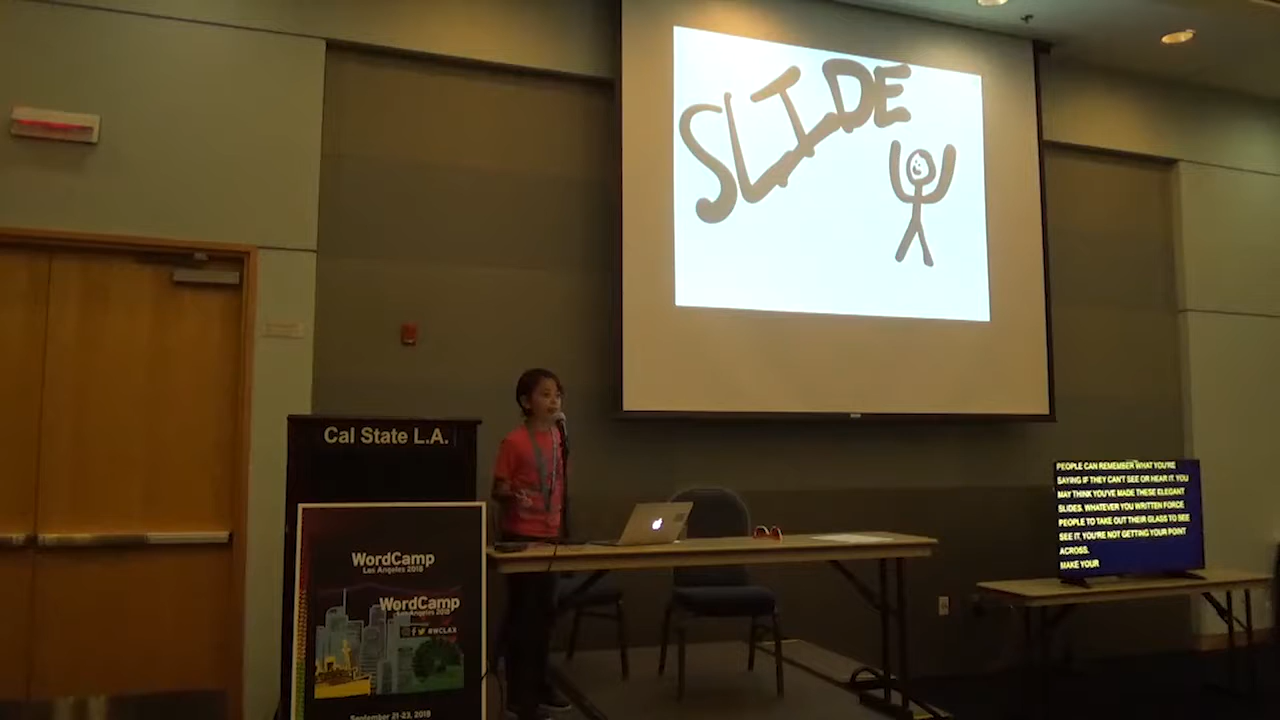 SLIDE
Cal State L.A.
WordCamp
Los Angeles 2018
WordCamp
Los Angeles 2018
#WCLAX
September 21-23, 2018
PEOPLE CAN REMEMBER WHAT YOU'RE
SAYING IF THEY CAN'T SEE OR HEAR IT. YOU
MAY THINK YOU'VE MADE THESE ELEGANT
SLIDES. WHATEVER YOU WRITTEN FORCE
PEOPLE TO TAKE OUT THEIR GLASS TO SEE
SEE IT, YOU'RE NOT GETTING YOUR POINT
ACROSS.
MAKE YOUR